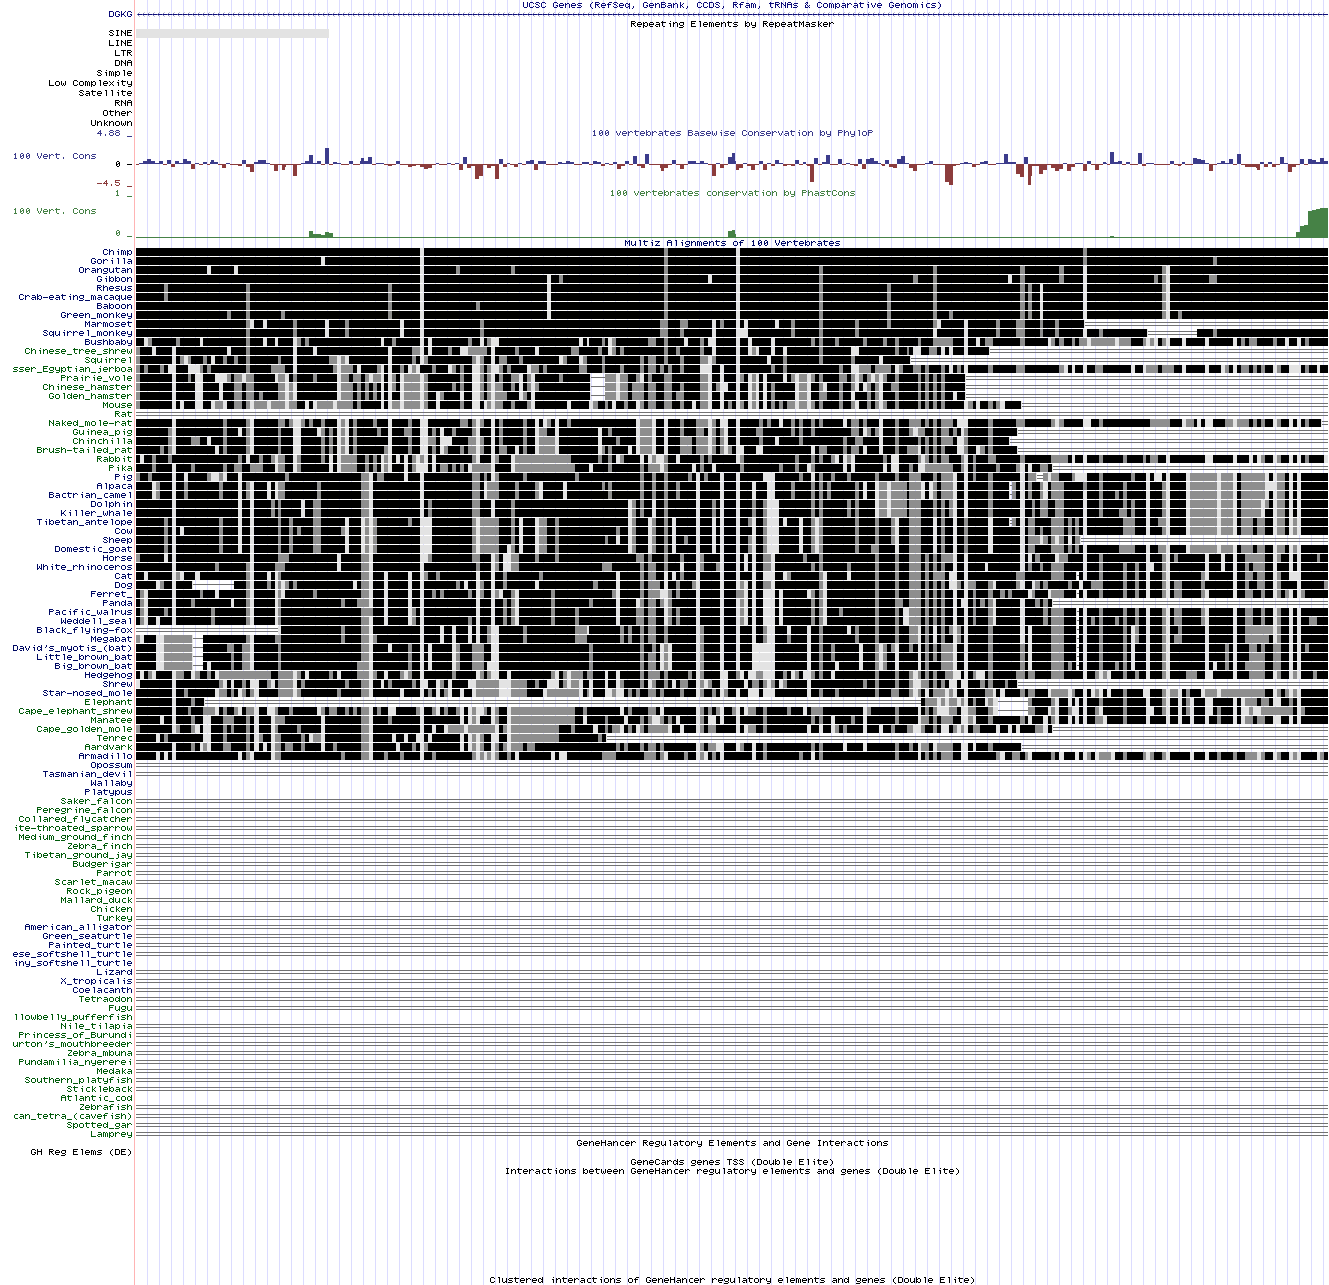 UCSC Genes (RefSeq, GenBank, CCDS, Rfam, tRNAs & Comparative Genomics)
DGKG
Repeating Elements by RepeatMasker
SINE
LINE
LTR
DNA
Simple
Low Complexity
Satellite
RNA
Other
Unknown
4.88 _
100 vertebrates Basewise Conservation by PhyloP
100 Vert. Cons
0 _
-4.5 _
100 vertebrates conservation by PhastCons
1 _
100 Vert. Cons
0 _
Multiz Alignments of 100 Vertebrates
Chimp
Gorilla
Orangutan
Gibbon
Rhesus
Crab-eating_macaque
Baboon
Green_monkey
Marmoset
Squirrel_monkey
Bushbaby
Chinese_tree_shrew
Squirrel
sser_Egyptian_jerboa
Prairie_vole
Chinese_hamster
Golden_hamster
Mouse
Rat
Naked_mole-rat
Guinea_pig
Chinchilla
Brush-tailed_rat
Rabbit
Pika
Pig
Alpaca
Bactrian_camel
Dolphin
Killer_whale
Tibetan_antelope
Cow
Sheep
Domestic_goat
Horse
White_rhinoceros
Cat
Dog
Ferret_
Panda
Pacific_walrus
Weddell_seal
Black_flying-fox
Megabat
David's_myotis_(bat)
Little_brown_bat
Big_brown_bat
Hedgehog
Shrew
Star-nosed_mole
Elephant
Cape_elephant_shrew
Manatee
Cape_golden_mole
Tenrec
Aardvark
Armadillo
Opossum
Tasmanian_devil
Wallaby
Platypus
Saker_falcon
Peregrine_falcon
Collared_flycatcher
ite-throated_sparrow
Medium_ground_finch
Zebra_finch
Tibetan_ground_jay
Budgerigar
Parrot
Scarlet_macaw
Rock_pigeon
Mallard_duck
Chicken
Turkey
American_alligator
Green_seaturtle
Painted_turtle
ese_softshell_turtle
iny_softshell_turtle
Lizard
X_tropicalis
Coelacanth
Tetraodon
Fugu
llowbelly_pufferfish
Nile_tilapia
Princess_of_Burundi
urton's_mouthbreeder
Zebra_mbuna
Pundamilia_nyererei
Medaka
Southern_platyfish
Stickleback
Atlantic_cod
Zebrafish
can_tetra_(cavefish)
Spotted_gar
Lamprey
GeneHancer Regulatory Elements and Gene Interactions
GH Reg Elems (DE)
GeneCards genes TSS (Double Elite)
Interactions between GeneHancer regulatory elements and genes (Double Elite)
Clustered interactions of GeneHancer regulatory elements and genes (Double Elite)